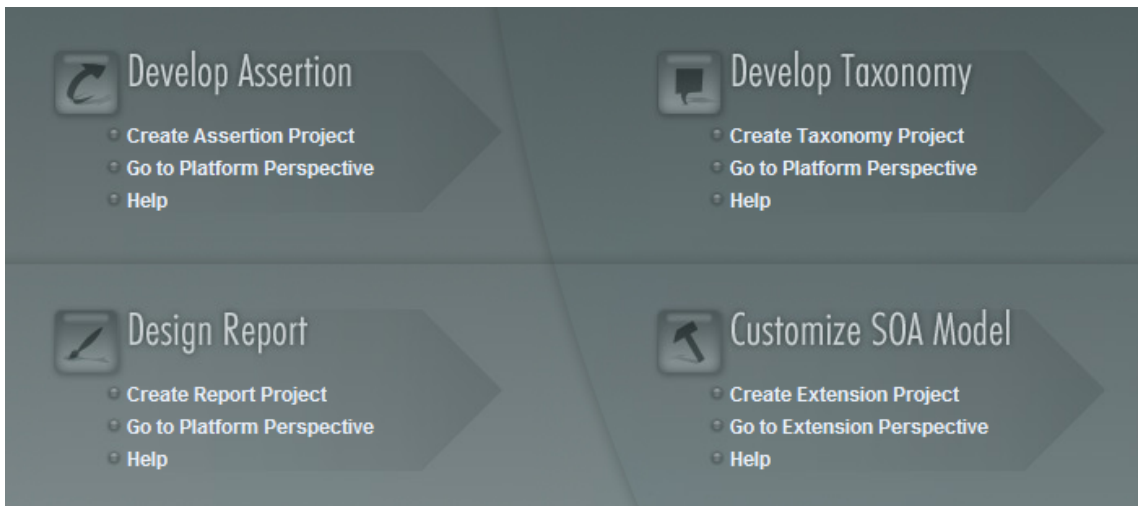 Develop Assertion
Create Assertion Project
Go to Platform Perspective
Help
Develop Taxonomy
Create Taxonomy Project
Go to Platform Perspective
Help
Design Report
Create Report Project
Go to Platform Perspective
Help
Customize SOA Model
Create Extension Project
Go to Extension Perspective
Help